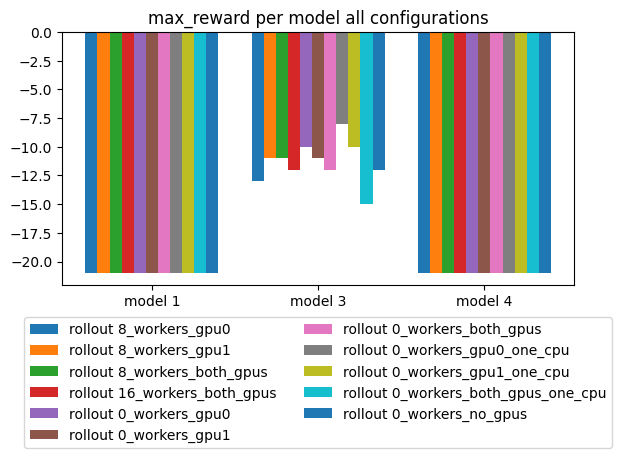 max_reward per model all configurations
0.0
−2.5
−5.0
−7.5
−10.0
−12.5
−15.0
−17.5
−20.0
model 1
model 3
model 4
rollout 8_workers_gpu0
rollout 8_workers_gpu1
rollout 8_workers_both_gpus
rollout 16_workers_both_gpus
rollout 0_workers_gpu0
rollout 0_workers_gpu1
rollout 0_workers_both_gpus
rollout 0_workers_gpu0_one_cpu
rollout 0_workers_gpu1_one_cpu
rollout 0_workers_both_gpus_one_cpu
rollout 0_workers_no_gpus